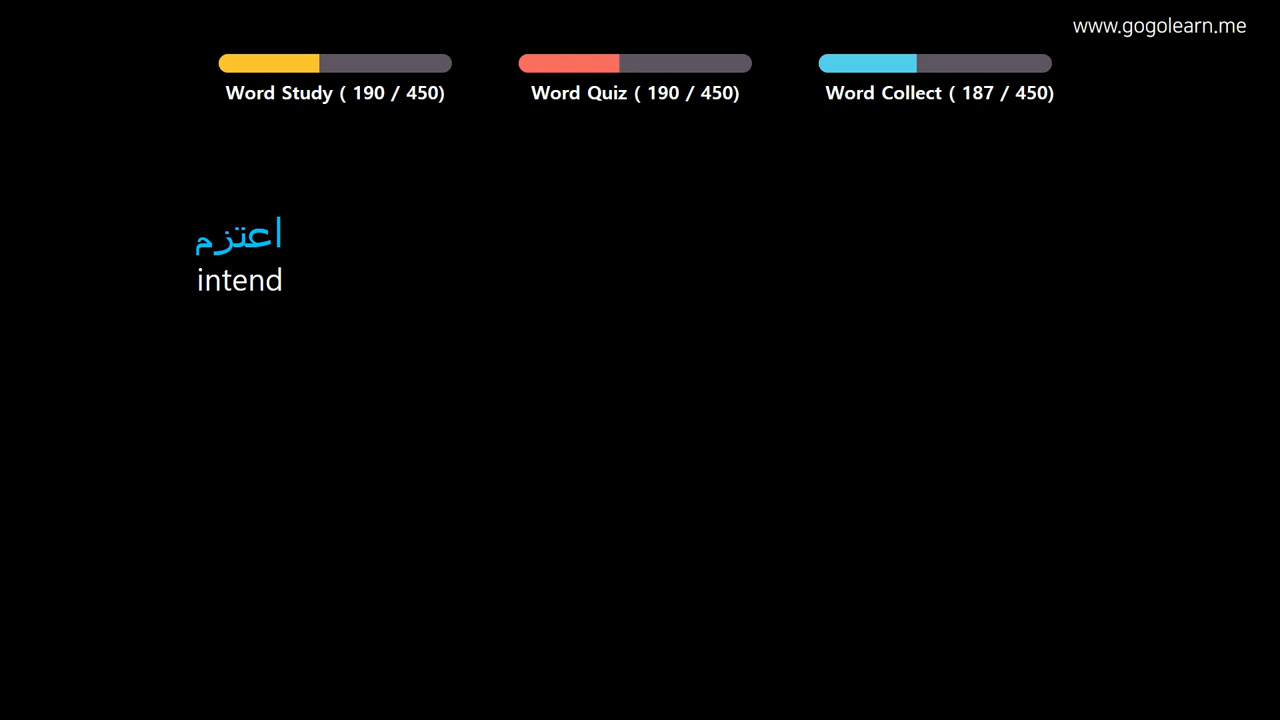 www.gogolearn.me
Word Study ( 190 / 450)
Word Quiz ( 190 / 450)
Word Collect ( 187 / 450)
اعتزم
intend